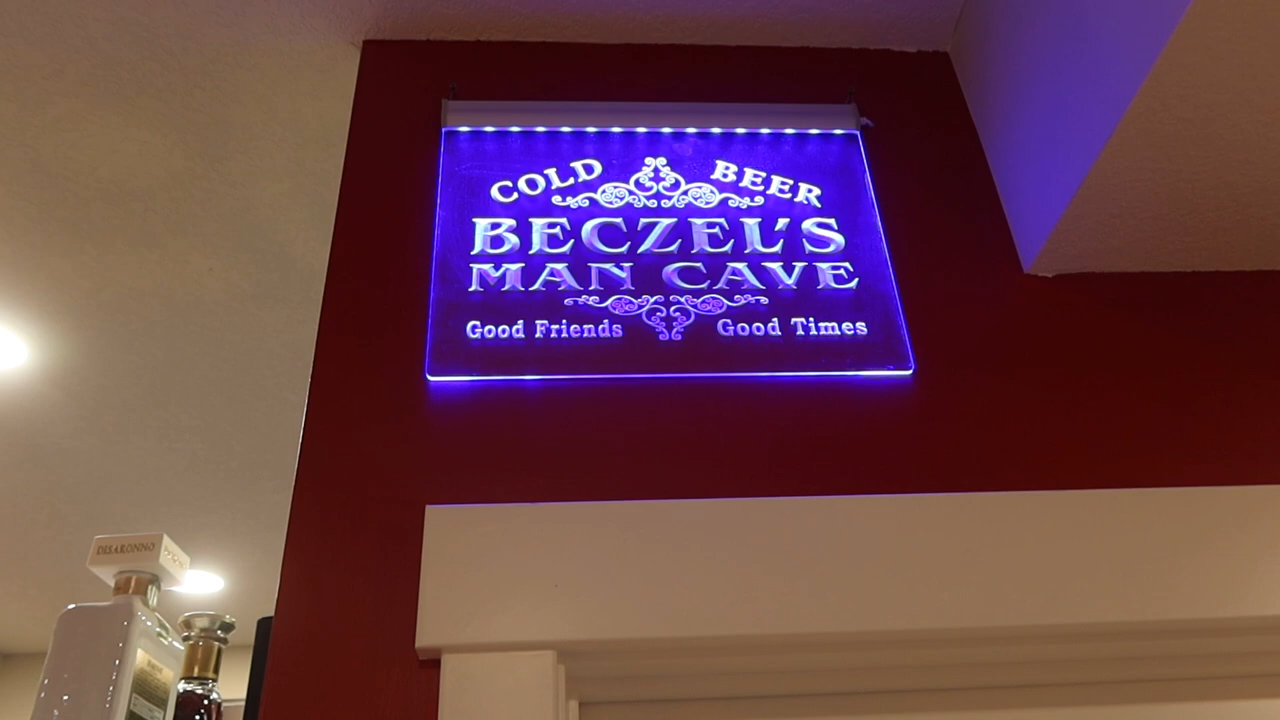 COLD BEER
BECZEL'S
MAN CAVE
Good Friends Good Times
DISARONNO